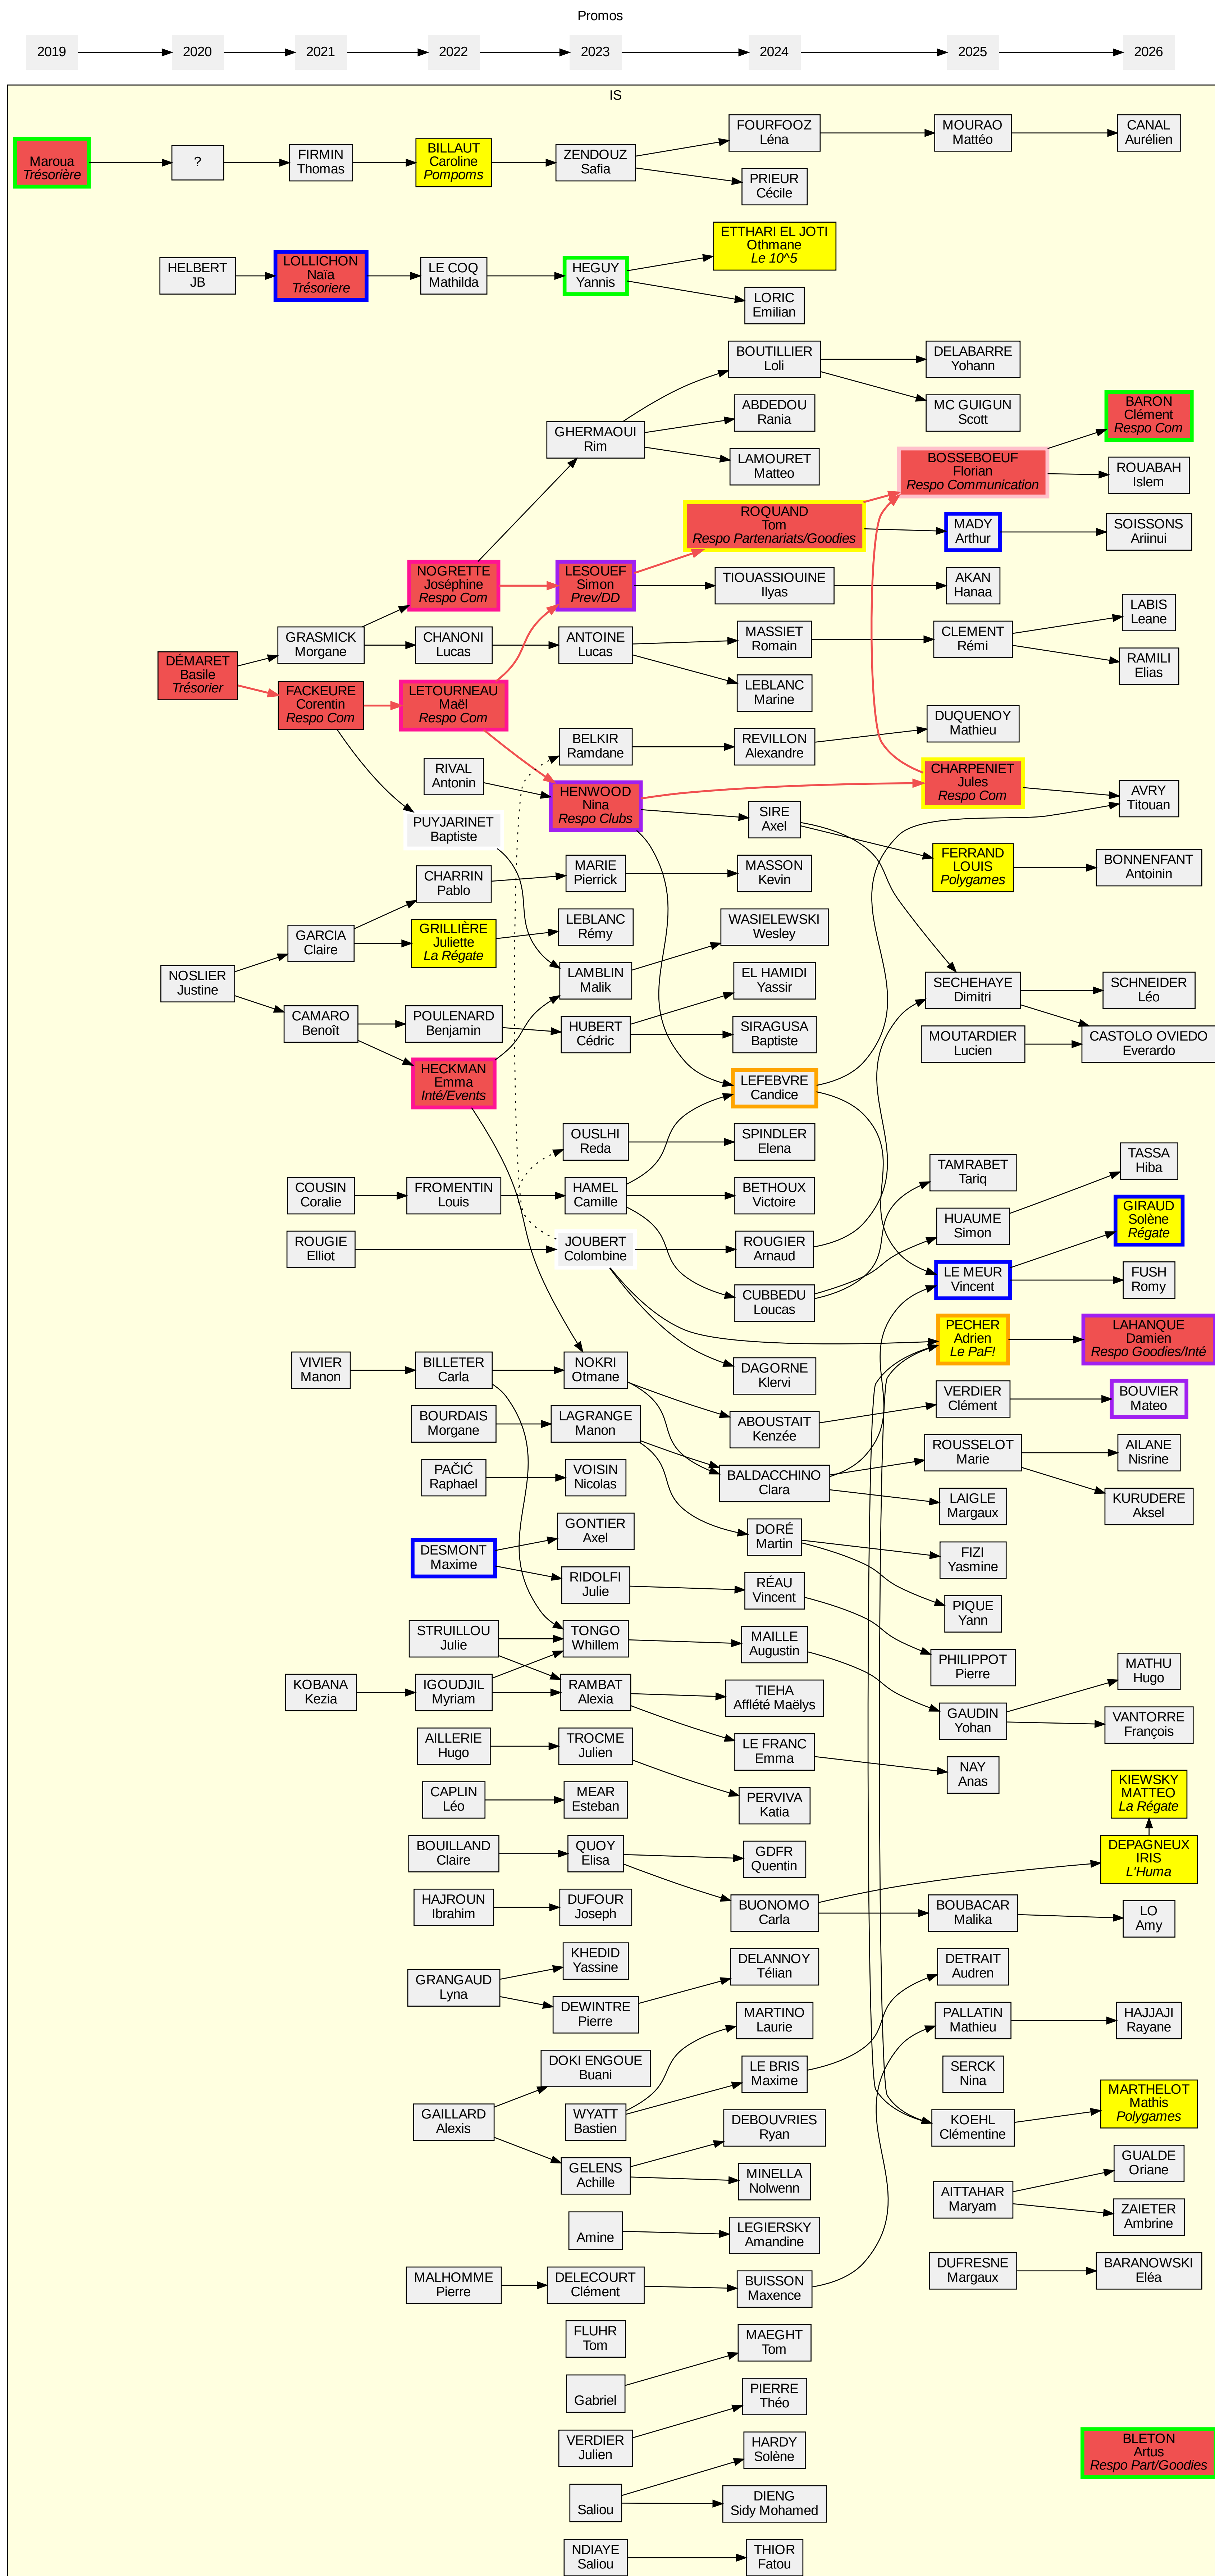 Promos
2019
2020
2021
2022
2023
2024
2025
2026
IS
Maroua
Trésorière
?
FIRMIN
Thomas
BILLAUT
Caroline
Pompoms
ZENDOUZ
Safia
FOURFOOZ
Léna
MOURAO
Mattéo
CANAL
Aurélien
PRIEUR
Cécile
HELBERT
JB
LOLLICHON
Naïa
Trésoriere
LE COQ
Mathilda
HEGUY
Yannis
ETTHARI EL JOTI
Othmane
Le 10^5
LORIC
Emilian
BOUTILLIER
Loli
DELABARRE
Yohann
MC GUIGUN
Scott
GHERMAOUI
Rim
ABDEDOU
Rania
LAMOURET
Matteo
BARON
Clément
Respo Com
BOSSEBOEUF
Florian
Respo Communication
ROUABAH
Islem
ROQUAND
Tom
Respo Partenariats/Goodies
MADY
Arthur
SOISSONS
Ariinui
NOGRETTE
Joséphine
Respo Com
LESOUEF
Simon
Prev/DD
TIOUASSIOUINE
Ilyas
AKAN
Hanaa
GRASMICK
Morgane
CHANONI
Lucas
ANTOINE
Lucas
MASSIET
Romain
CLEMENT
Rémi
LABIS
Leane
RAMILI
Elias
LEBLANC
Marine
DÉMARET
Basile
Trésorier
FACKEURE
Corentin
Respo Com
LETOURNEAU
Maël
Respo Com
BELKIR
Ramdane
REVILLON
Alexandre
DUQUENOY
Mathieu
RIVAL
Antonin
HENWOOD
Nina
Respo Clubs
CHARPENIET
Jules
Respo Com
AVRY
Titouan
PUYJARINET
Baptiste
SIRE
Axel
FERRAND
LOUIS
Polygames
BONNENFANT
Antoinin
CHARRIN
Pablo
MARIE
Pierrick
MASSON
Kevin
GARCIA
Claire
GRILLIÈRE
Juliette
La Régate
LEBLANC
Rémy
WASIELEWSKI
Wesley
NOSLIER
Justine
LAMBLIN
Malik
EL HAMIDI
Yassir
SECHEHAYE
Dimitri
SCHNEIDER
Léo
CAMARO
Benoît
POULENARD
Benjamin
HUBERT
Cédric
SIRAGUSA
Baptiste
MOUTARDIER
Lucien
CASTOLO OVIEDO
Everardo
HECKMAN
Emma
Inté/Events
LEFEBVRE
Candice
OUSLHI
Reda
SPINDLER
Elena
TAMRABET
Tariq
TASSA
Hiba
COUSIN
Coralie
FROMENTIN
Louis
HAMEL
Camille
BETHOUX
Victoire
HUAUME
Simon
GIRAUD
Solène
Régate
ROUGIE
Elliot
JOUBERT
Colombine
ROUGIER
Arnaud
LE MEUR
Vincent
FUSH
Romy
CUBBEDU
Loucas
PECHER
Adrien
Le PaF!
LAHANQUE
Damien
Respo Goodies/Inté
VIVIER
Manon
BILLETER
Carla
NOKRI
Otmane
DAGORNE
Klervi
VERDIER
Clément
BOUVIER
Mateo
BOURDAIS
Morgane
LAGRANGE
Manon
ABOUSTAIT
Kenzée
ROUSSELOT
Marie
AILANE
Nisrine
PAČIĆ
Raphael
VOISIN
Nicolas
BALDACCHINO
Clara
LAIGLE
Margaux
KURUDERE
Aksel
DESMONT
Maxime
GONTIER
Axel
DORÉ
Martin
FIZI
Yasmine
RIDOLFI
Julie
RÉAU
Vincent
PIQUE
Yann
STRUILLOU
Julie
TONGO
Whillem
MAILLE
Augustin
PHILIPPOT
Pierre
MATHU
Hugo
KOBANA
Kezia
IGOUDJIL
Myriam
RAMBAT
Alexia
TIEHA
Afflété Maëlys
GAUDIN
Yohan
VANTORRE
François
AILLERIE
Hugo
TROCME
Julien
LE FRANC
Emma
NAY
Anas
KIEWSKY
MATTEO
La Régate
CAPLIN
Léo
MEAR
Esteban
PERVIVA
Katia
BOUILLAND
Claire
QUOY
Elisa
GDFR
Quentin
DEPAGNEUX
IRIS
L'Huma
HAJROUN
Ibrahim
DUFOUR
Joseph
BUONOMO
Carla
BOUBACAR
Malika
LO
Amy
GRANGAUD
Lyna
KHEDID
Yassine
DELANNOY
Télian
DETRAIT
Audren
DEWINTRE
Pierre
MARTINO
Laurie
PALLATIN
Mathieu
HAJJAJI
Rayane
DOKI ENGOUE
Buani
LE BRIS
Maxime
SERCK
Nina
MARTHELOT
Mathis
Polygames
GAILLARD
Alexis
WYATT
Bastien
DEBOUVRIES
Ryan
KOEHL
Clémentine
GELENS
Achille
MINELLA
Nolwenn
AITTAHAR
Maryam
GUALDE
Oriane
ZAIETER
Ambrine
Amine
LEGIERSKY
Amandine
MALHOMME
Pierre
DELECOURT
Clément
BUISSON
Maxence
DUFRESNE
Margaux
BARANOWSKI
Eléa
FLUHR
Tom
MAEGHT
Tom
Gabriel
PIERRE
Théo
VERDIER
Julien
HARDY
Solène
BLETON
Artus
Respo Part/Goodies
Saliou
DIENG
Sidy Mohamed
NDIAYE
Saliou
THIOR
Fatou